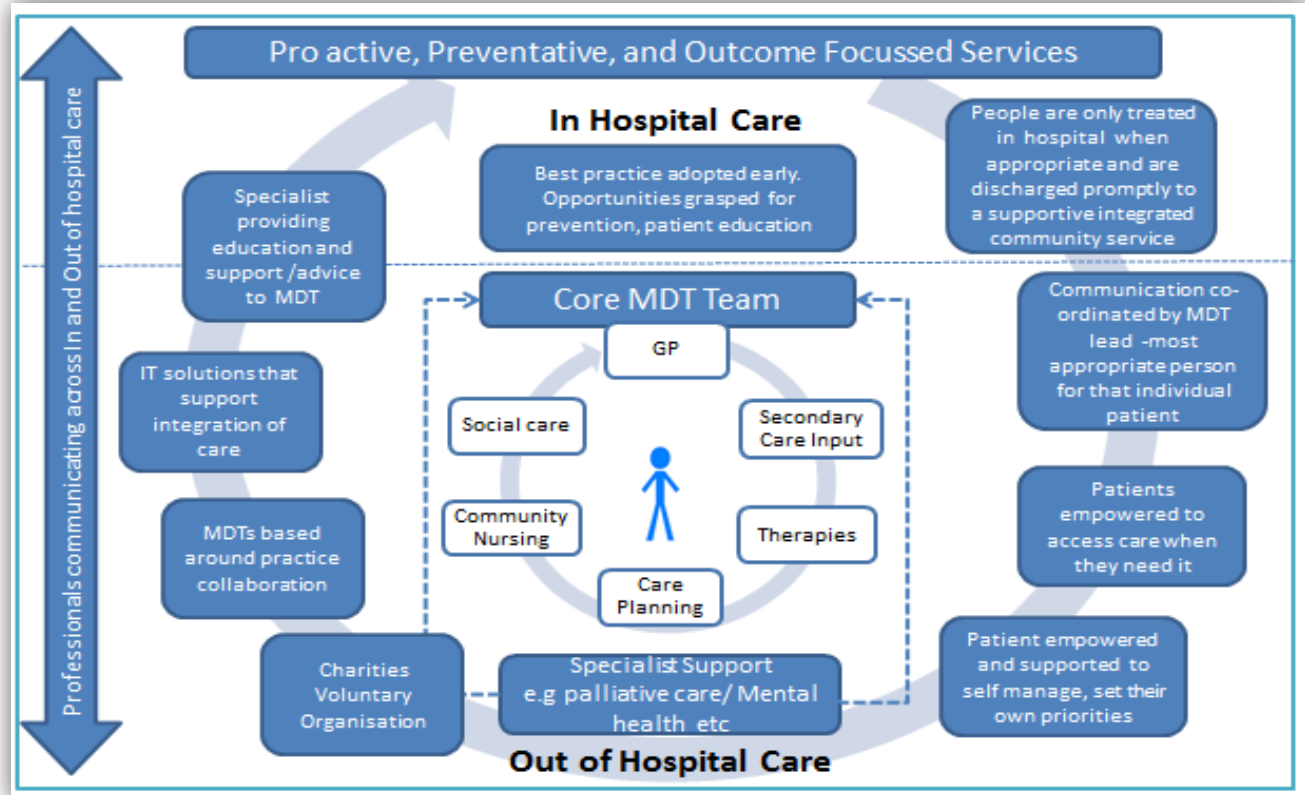 Pro active, Preventative, and Outcome Focussed Services
Professionals communicating across In and Out of hospital care
In Hospital Care
Best practice adopted early.
Opportunities grasped for
prevention, patient education
People are only treated
in hospital when
appropriate and are
discharged promptly to
a supportive integrated
community service
Specialist
providing
education and
support /advice
to MDT
Core MDT Team
GP
Communication co-
ordinated by MDT
lead -most
appropriate person
for that individual
patient
IT solutions that
support
integration of
care
Social care
Secondary
Care Input
Community
Nursing
Therapies
Care
Planning
MDTs based
around practice
collaboration
Patients
empowered to
access care when
they need it
Charities
Voluntary
Organisation
Specialist Support
e.g palliative care/ Mental
health etc
Patient empowered
and supported to
self manage, set their
own priorities
Out of Hospital Care